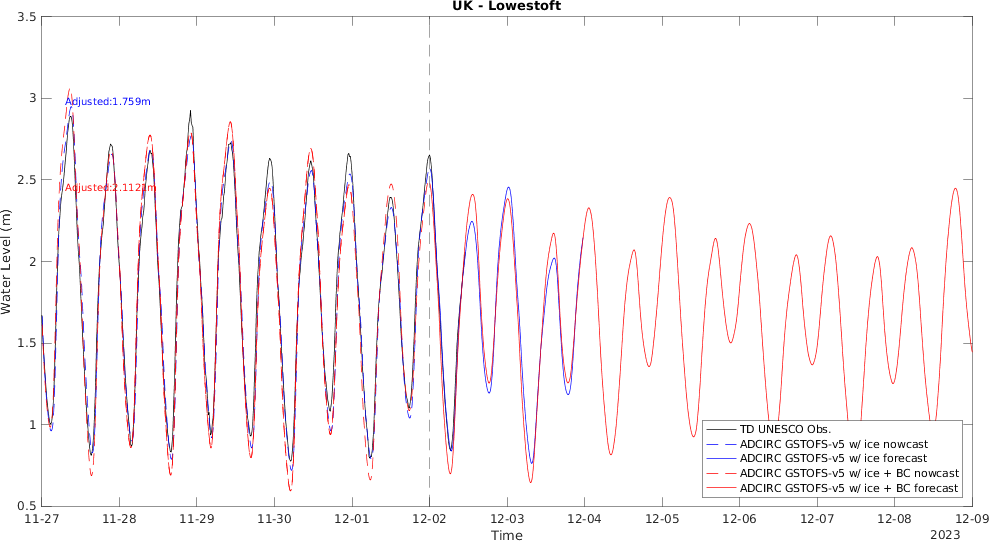 UK - Lowestoft
3.5
3
2.5
2
1.5
1
0.5
Water Level (m)
Adjusted:1.759m
Adjusted:2.1121m
TD UNESCO Obs.
ADCIRC GSTOFS-v5 w/ ice nowcast
ADCIRC GSTOFS-v5 w/ ice forecast
ADCIRC GSTOFS-v5 w/ ice + BC nowcast
ADCIRC GSTOFS-v5 w/ ice + BC forecast
11-27 11-28 11-29 11-30 12-01 12-02 12-03 12-04 12-05 12-06 12-07 12-08 12-09
Time
2023